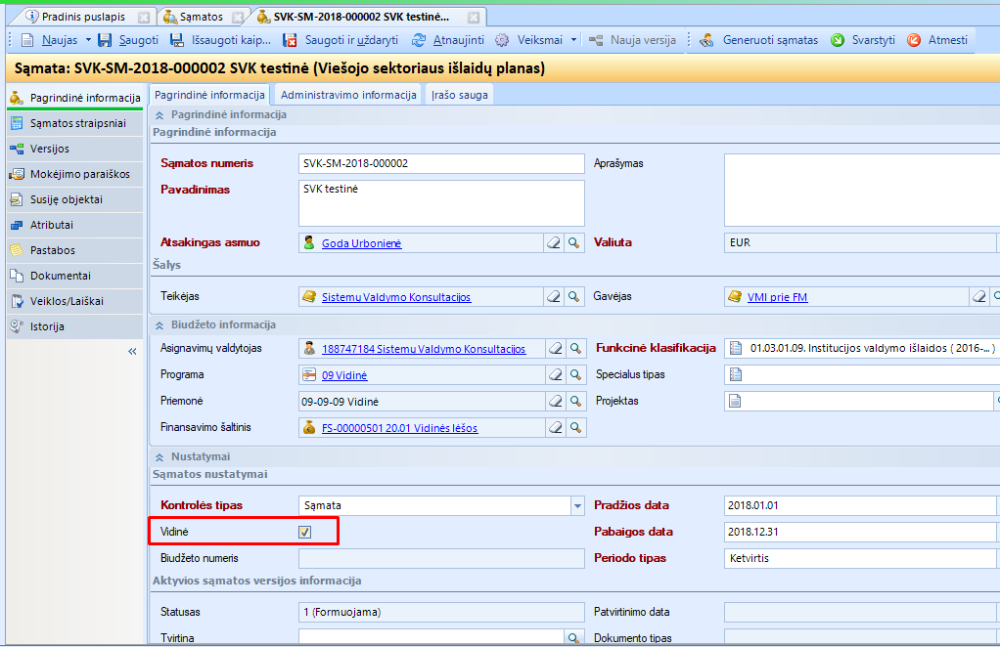 Pradinis puslapis Sąmatos SVK-SM-2018-000002 SVK testinė...
Naujas Saugoti Išsaugoti kaip... Saugoti ir uždaryti Atnaujinti Veiksmai Nauja versija Generuoti sąmatas Svarstyti Atmesti
Sąmata: SVK-SM-2018-000002 SVK testinė (Viešojo sektoriaus išlaidų planas)
Pagrindinė informacija
Sąmatos straipsniai
Versijos
Mokėjimo paraiškos
Susiję objektai
Atributai
Pastabos
Dokumentai
Veiklos/Laiškai
Istorija
«
Pagrindinė informacija Administravimo informacija Įrašo sauga
Pagrindinė informacija
Pagrindinė informacija
Sąmatos numeris SVK-SM-2018-000002 Aprašymas
Pavadinimas SVK testinė
Atsakingas asmuo Goda Urbonienė Valiuta EUR
Šalys
Teikėjas Sistemu Valdymo Konsultacijos Gavėjas VMI prie FM
Biudžeto informacija
Asignavimų valdytojas 188747184 Sistemu Valdymo Konsultacijos Funkcinė klasifikacija 01.03.01.09. Institucijos valdymo išlaidos ( 2016-... )
Programa 09 Vidinė Specialus tipas
Priemonė 09-09-09 Vidinė Projektas
Finansavimo šaltinis FS-00000501 20.01 Vidinės lėšos
Nustatymai
Sąmatos nustatymai
Kontrolės tipas Sąmata Pradžios data 2018.01.01
Vidinė Pabaigos data 2018.12.31
Biudžeto numeris Periodo tipas Ketvirtis
Aktyvios sąmatos versijos informacija
Statusas 1 (Formuojama) Patvirtinimo data
Tvirtina Dokumento tipas